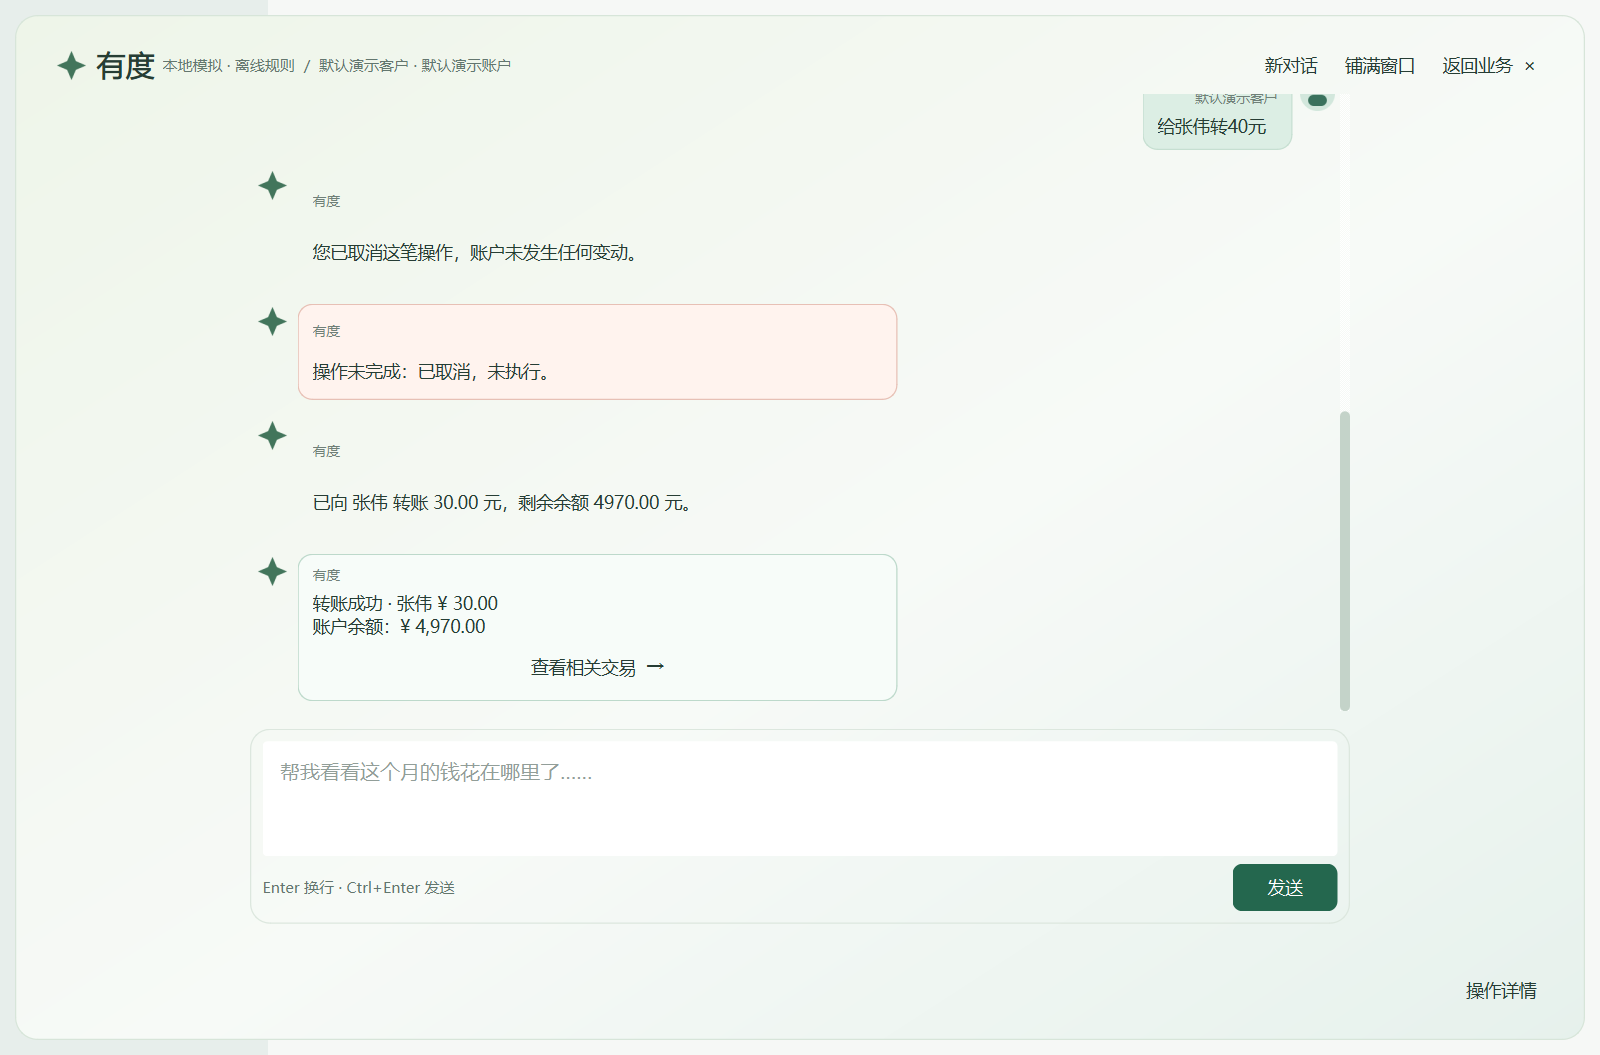 有度 本地模拟 · 离线规则 / 默认演示客户 · 默认演示账户
新对话 铺满窗口 返回业务 ×
默认演示客户
给张伟转40元
有度
您已取消这笔操作，账户未发生任何变动。
有度
操作未完成：已取消，未执行。
有度
已向 张伟 转账 30.00 元，剩余余额 4970.00 元。
有度
转账成功 · 张伟 ¥ 30.00
账户余额：¥ 4,970.00
查看相关交易 →
帮我看看这个月的钱花在哪里了......
Enter 换行 · Ctrl+Enter 发送
发送
操作详情